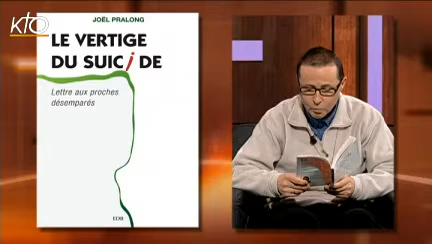 KTO
JOËL PRALONG
LE VERTIGE
DU SUICiDE
Lettre aux proches
désemparés
EDB